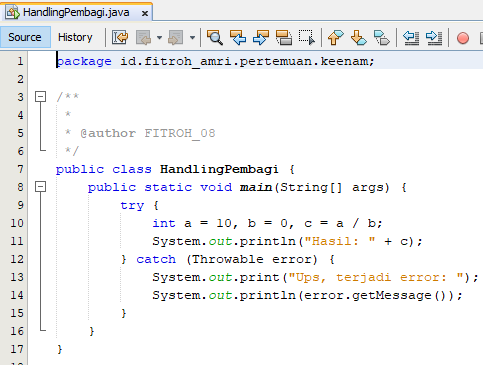 HandlingPembagi.java x
Source History
1 package id.fitroh_amri.pertemuan.keenam;
2
3 /**
4 *
5 * @author FITROH_08
6 */
7 public class HandlingPembagi {
8 public static void main(String[] args) {
9 try {
10 int a = 10, b = 0, c = a / b;
11 System.out.println("Hasil: " + c);
12 } catch (Throwable error) {
13 System.out.print("Ups, terjadi error: ");
14 System.out.println(error.getMessage());
15 }
16 }
17 }